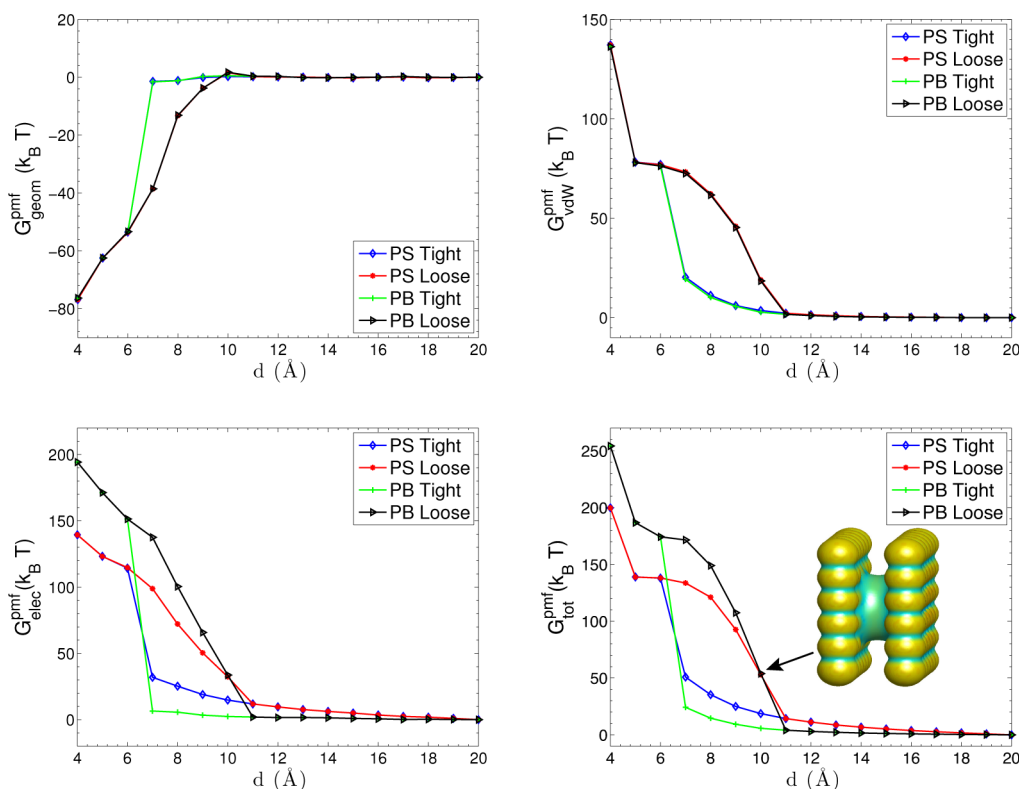 20
0
−20
−40
−60
−80
G^pmf_geom (k_B T)
4 6 8 10 12 14 16 18 20
d (Å)
PS Tight
PS Loose
PB Tight
PB Loose
150
100
50
0
G^pmf_vdW (k_B T)
4 6 8 10 12 14 16 18 20
d (Å)
PS Tight
PS Loose
PB Tight
PB Loose
200
150
100
50
0
G^pmf_elec (k_B T)
4 6 8 10 12 14 16 18 20
d (Å)
PS Tight
PS Loose
PB Tight
PB Loose
250
200
150
100
50
0
G^pmf_tot (k_B T)
4 6 8 10 12 14 16 18 20
d (Å)
PS Tight
PS Loose
PB Tight
PB Loose